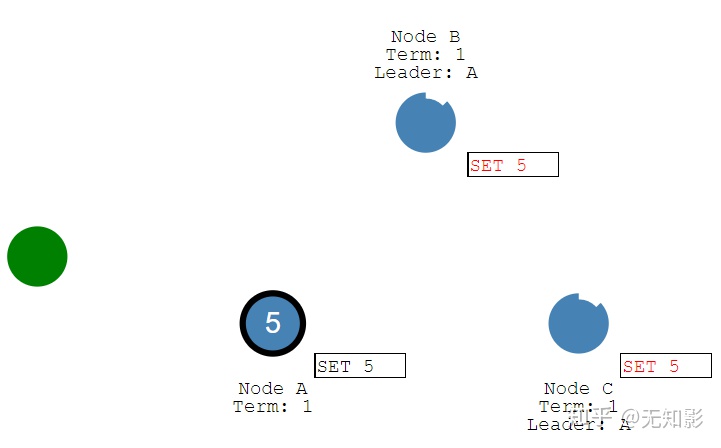 Node B
Term: 1
Leader: A
SET 5
5
SET 5
Node A
Term: 1
SET 5
Node C
Term: 1
Leader: A
知乎 @无知影